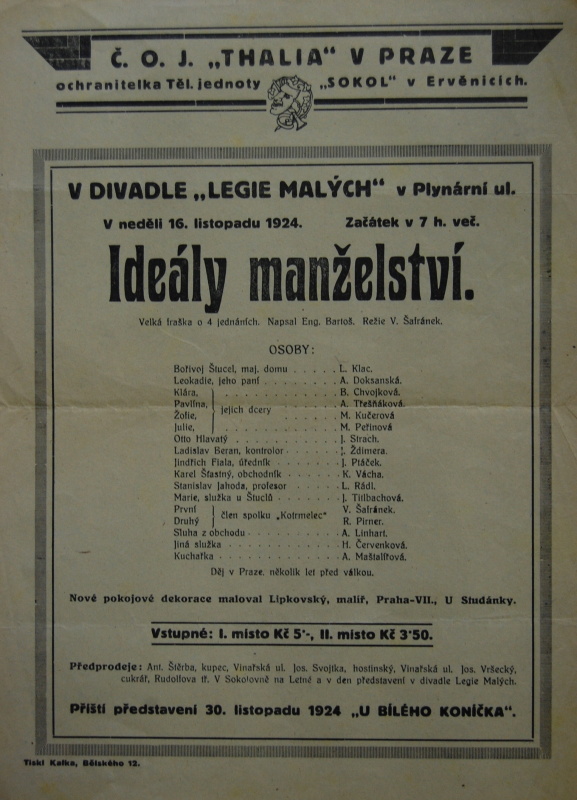 Č. O. J. „THALIA“ V PRAZE
ochranitelka Těl. jednoty „SOKOL“ v Ervěnicích.
V DIVADLE „LEGIE MALÝCH“ v Plynární ul.
V neděli 16. listopadu 1924. Začátek v 7 h. več.
Ideály manželství.
Velká fraška o 4 jednáních. Napsal Eng. Bartoš. Režie V. Šafránek.
OSOBY:
Bořivoj Štucel, maj. domu . . . . . L. Klac.
Leokadie, jeho paní . . . . . . . . A. Doksanská.
Klára, . . . . . . . . B. Chvojková.
Pavlína, . . . . . . . . A. Třešňáková.
jejich dcery
Žofie, . . . . . . . . M. Kučerová
Julie, . . . . . . . . M. Peřinová
Otto Hlavatý . . . . . . . . . . J. Strach.
Ladislav Beran, kontrolor . . . . . Ždímera.
Jindřich Fiala, úředník . . . . . . J. Ptáček.
Karel Šťastný, obchodník . . . . . K. Vácha.
Stanislav Jahoda, profesor . . . . . L. Rádl.
Marie, služka u Štuclů . . . . . . J. Tillbachová.
První V. Šafránek.
člen spolku „Kotrmelec“
Druhý R. Pirner.
Sluha z obchodu . . . . . . . . . A. Linhart.
Jiná služka . . . . . . . . . . . H. Červenková.
Kuchařka . . . . . . . . . . . . A. Maštalířová.
Děj v Praze, několik let před válkou.
Nové pokojové dekorace maloval Lipkovský, malíř, Praha-VII., U Studánky.
Vstupné: I. místo Kč 5·-, II. místo Kč 3·50.
Předprodeje: Ant. Štěrba, kupec, Vinařská ul. Jos. Svojtka, hostinský, Vinařská ul. Jos. Vršecký,
cukrář, Rudolfova tř. V Sokolovně na Letné a v den představení v divadle Legie Malých.
Příští představení 30. listopadu 1924 „U BÍLÉHO KONÍČKA“.
Tiskl Kafka, Bělského 12.